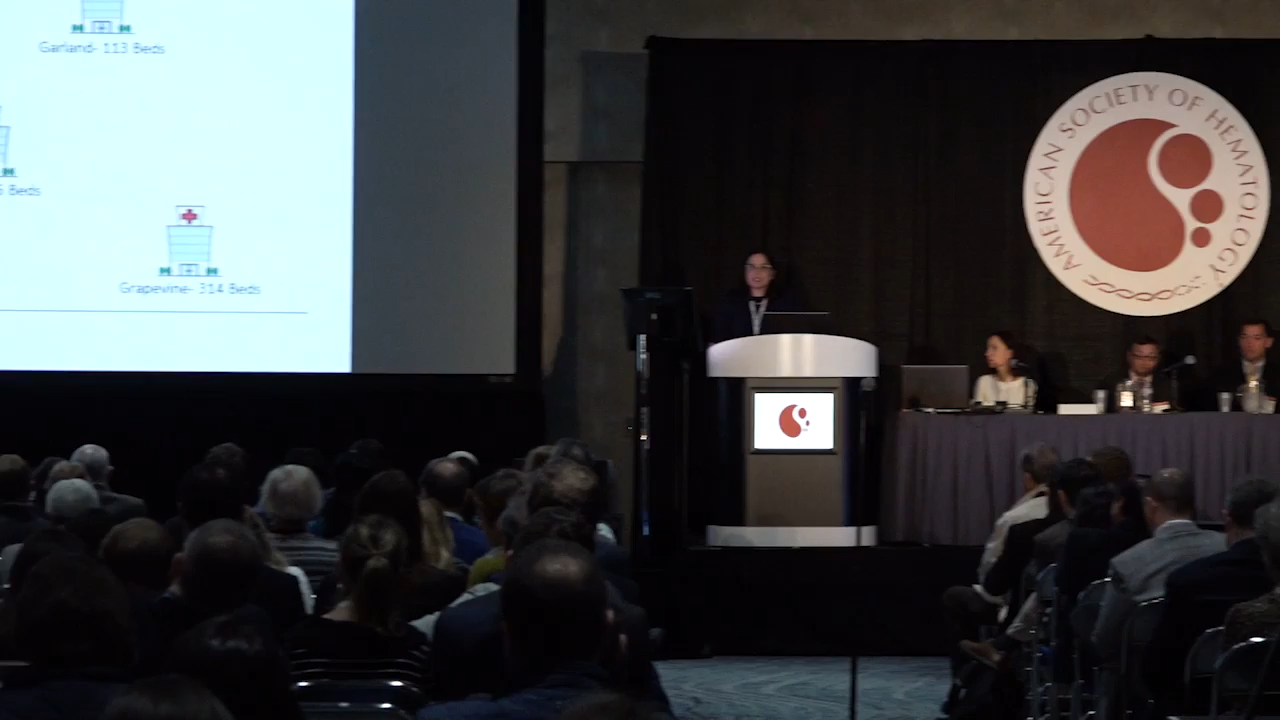 Garland- 113 Beds
Beds
Grapevine- 314 Beds
AMERICAN SOCIETY OF HEMATOLOGY